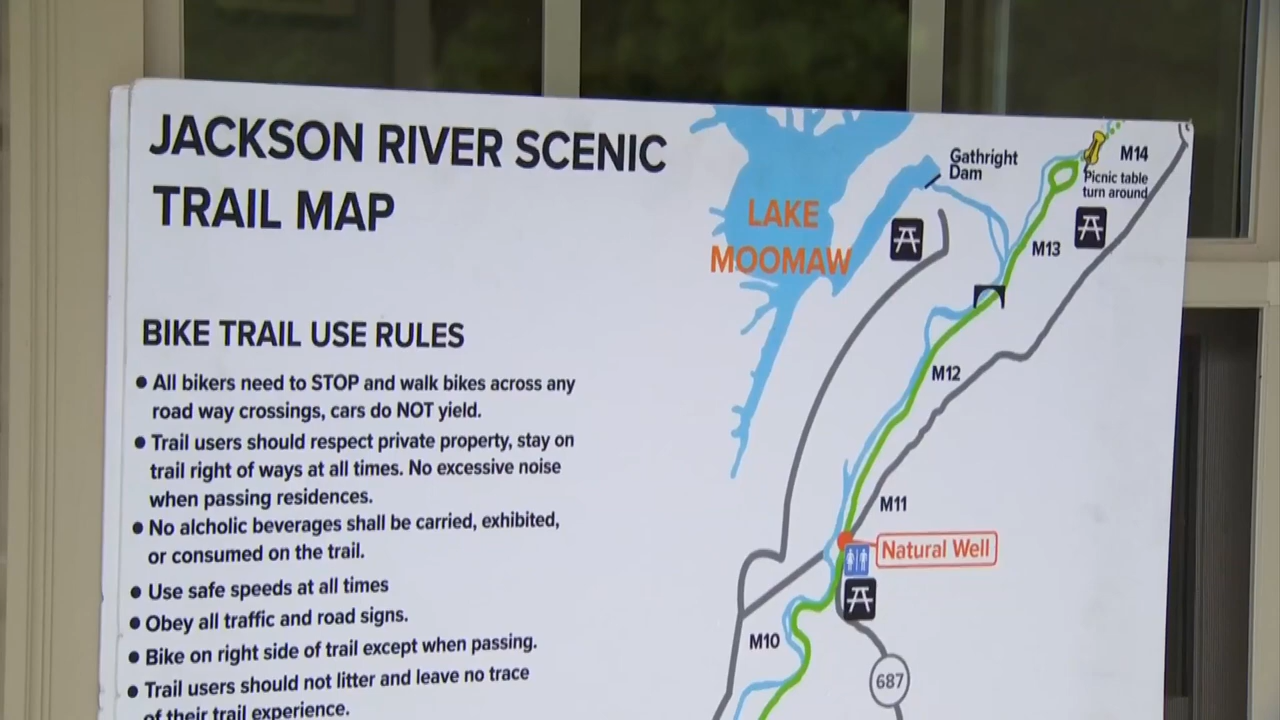 JACKSON RIVER SCENIC
TRAIL MAP
BIKE TRAIL USE RULES
● All bikers need to STOP and walk bikes across any
road way crossings, cars do NOT yield.
● Trail users should respect private property, stay on
trail right of ways at all times. No excessive noise
when passing residences.
● No alcholic beverages shall be carried, exhibited,
or consumed on the trail.
● Use safe speeds at all times
● Obey all traffic and road signs.
● Bike on right side of trail except when passing.
● Trail users should not litter and leave no trace
of their trail experience.
LAKE
MOOMAW
Gathright
Dam
M14
Picnic table
turn around
M13
M12
M11
Natural Well
M10
687